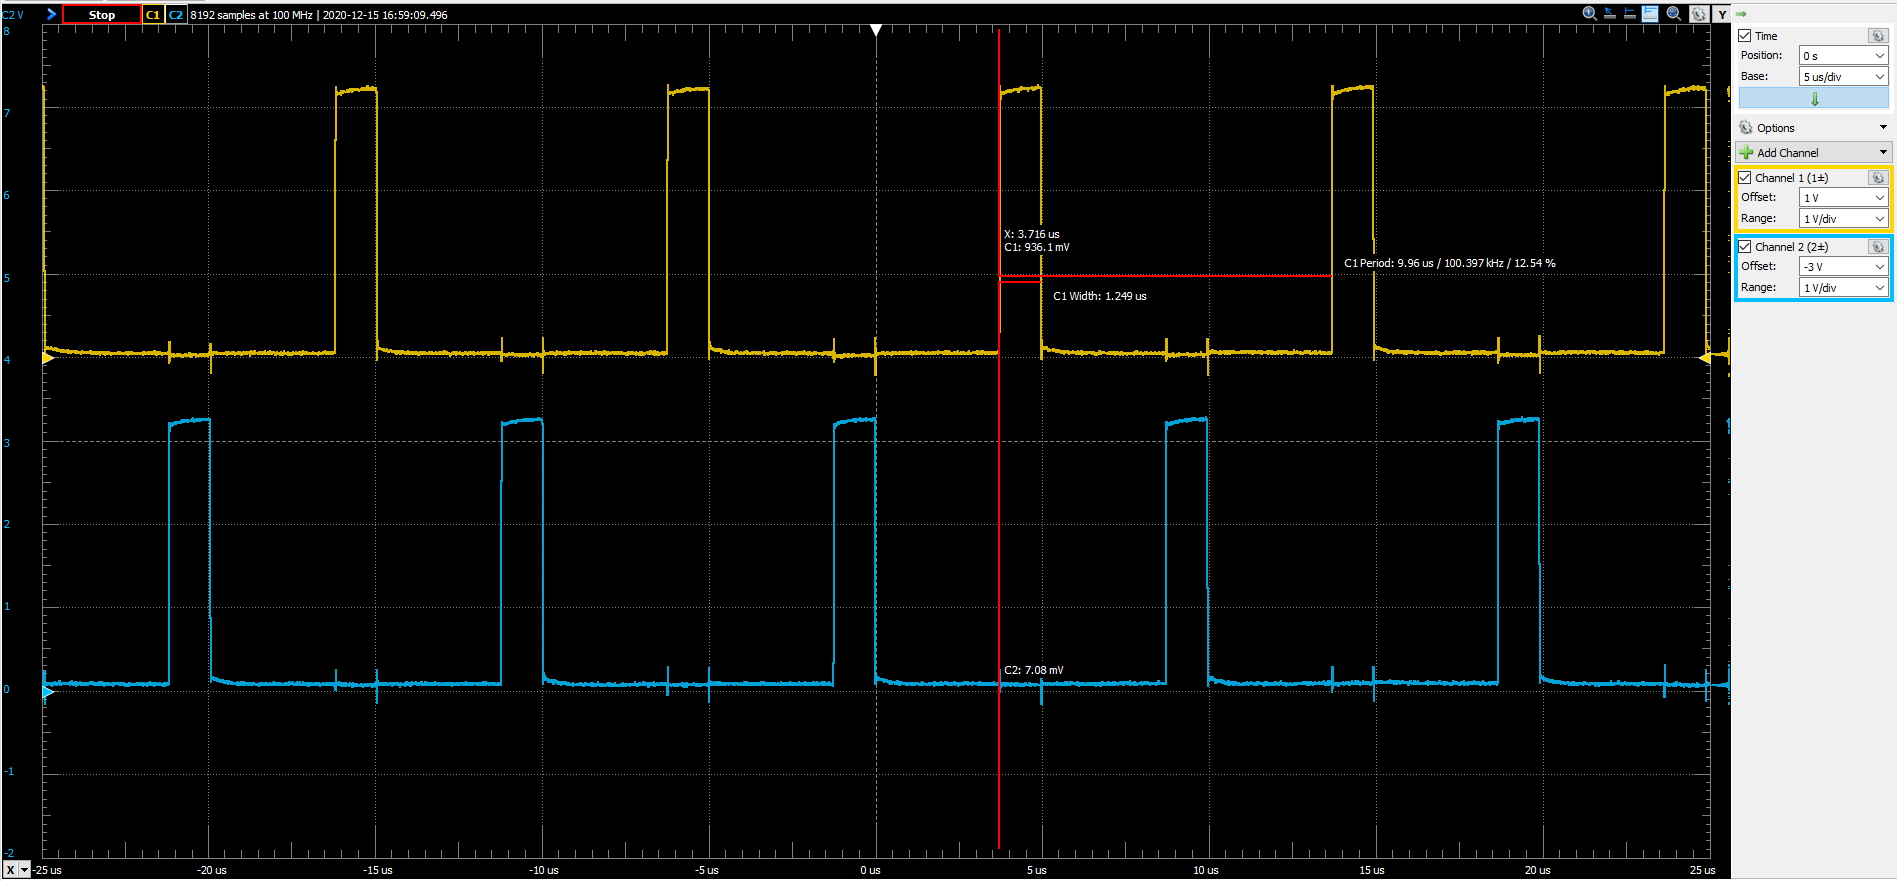 C2 V Stop C1 C2 8192 samples at 100 MHz | 2020-12-15 16:59:09.496 Y
8
7
6
5
4
3
2
1
0
-1
-2
X: 3.716 us
C1: 936.1 mV
C1 Period: 9.96 us / 100.397 kHz / 12.54 %
C1 Width: 1.249 us
C2: 7.08 mV
X -25 us -20 us -15 us -10 us -5 us 0 us 5 us 10 us 15 us 20 us 25 us
Time
Position: 0 s
Base: 5 us/div
Options
Add Channel
Channel 1 (1±)
Offset: 1 V
Range: 1 V/div
Channel 2 (2±)
Offset: -3 V
Range: 1 V/div